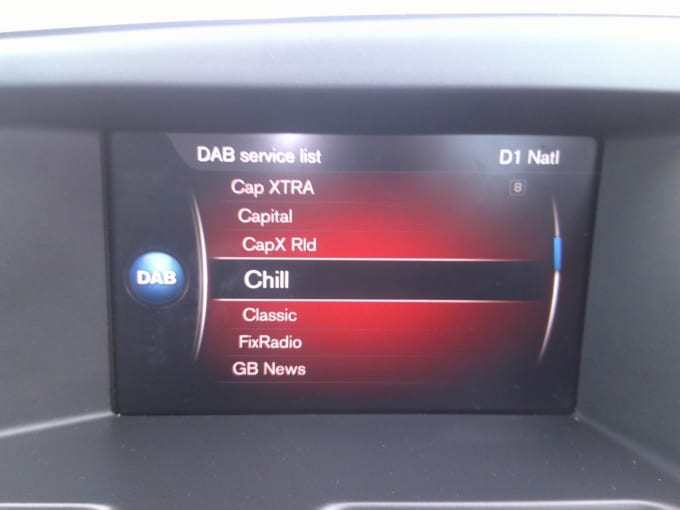 DAB service list D1 Natl
Cap XTRA 8
Capital
CapX Rld
DAB
Chill
Classic
FixRadio
GB News